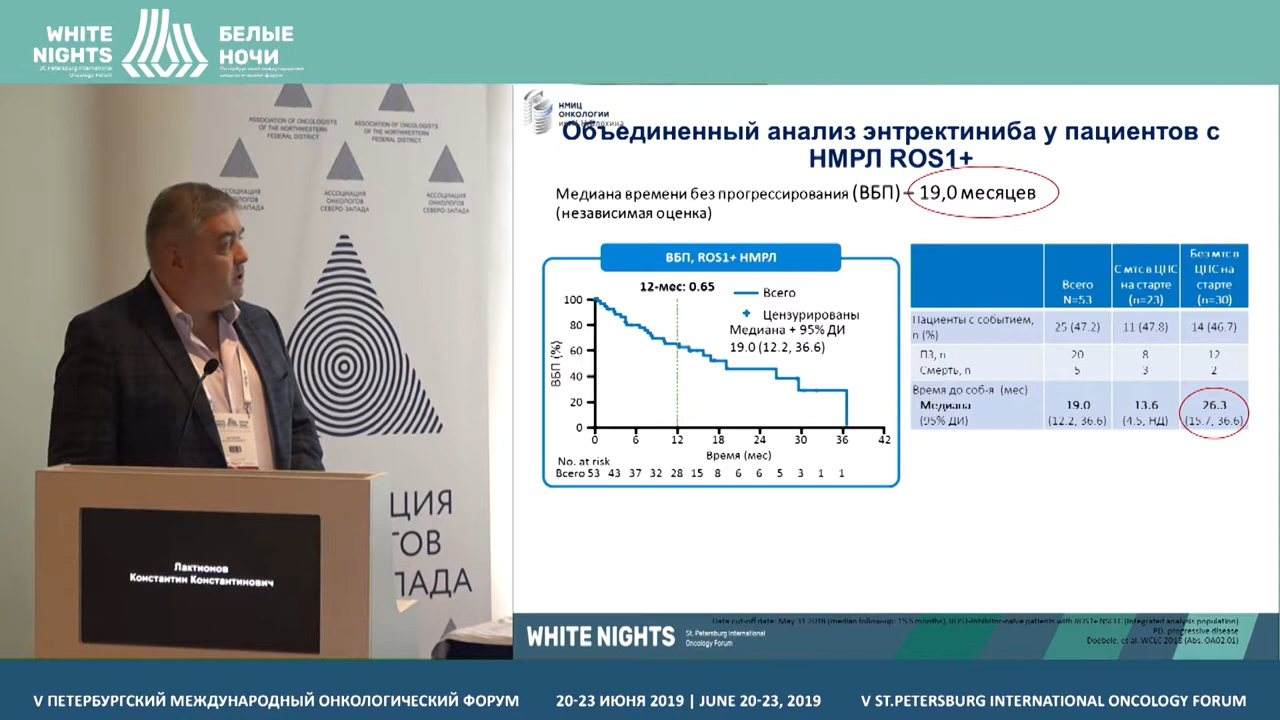 WHITE
NIGHTS
St. Petersburg International
Oncology Forum
БЕЛЫЕ
НОЧИ
Петербургский международный
онкологический форум
ASSOCIATION OF ONCOLOGISTS
OF THE NORTHWESTERN
FEDERAL DISTRICT
ASSOCIATION OF ONCOLOGISTS
OF THE NORTHWESTERN
FEDERAL DISTRICT
АССОЦИАЦИЯ
ОНКОЛОГОВ
СЕВЕРО-ЗАПАДА
АССОЦИАЦИЯ
ОНКОЛОГОВ
СЕВЕРО-ЗАПАДА
ЦИЯ
ГОВ
ПАДА
Лактионов
Константин Константинович
НМИЦ
ОНКОЛОГИИ
Объединенный анализ энтректиниба у пациентов с
НМРЛ ROS1+
Медиана времени без прогрессирования (ВБП) – 19,0 месяцев
(независимая оценка)
ВБП, ROS1+ НМРЛ
12-мес: 0.65
Всего
Цензурированы
Медиана + 95% ДИ
19.0 (12.2, 36.6)
ВБП (%)
100
80
60
40
20
0
0 6 12 18 24 30 36 42
Время (мес)
No. at risk
Всего 53 43 37 32 28 15 8 6 6 5 3 1 1
Всего
N=53
С мтс в ЦНС
на старте
(n=23)
Без мтс в
ЦНС на
старте
(n=30)
Пациенты с событием,
n (%)
25 (47.2) 11 (47.8) 14 (46.7)
ПЗ, n 20 8 12
Смерть, n 5 3 2
Время до соб-я (мес)
Медиана 19.0 13.6 26.3
(95% ДИ) (12.2, 36.6) (4.5, НД) (15.7, 36.6)
Data cut-off date: May 31 2018 (median follow-up: 15.5 months), ROS1-inhibitor-naive patients with ROS1+ NSCLC (integrated analysis population)
PD, progressive disease
Doebele, et al. WCLC 2018 (Abs. OA02.01)
WHITE NIGHTS
St. Petersburg International
Oncology Forum
V ПЕТЕРБУРГСКИЙ МЕЖДУНАРОДНЫЙ ОНКОЛОГИЧЕСКИЙ ФОРУМ
20-23 ИЮНЯ 2019 | JUNE 20-23, 2019
V ST.PETERSBURG INTERNATIONAL ONCOLOGY FORUM